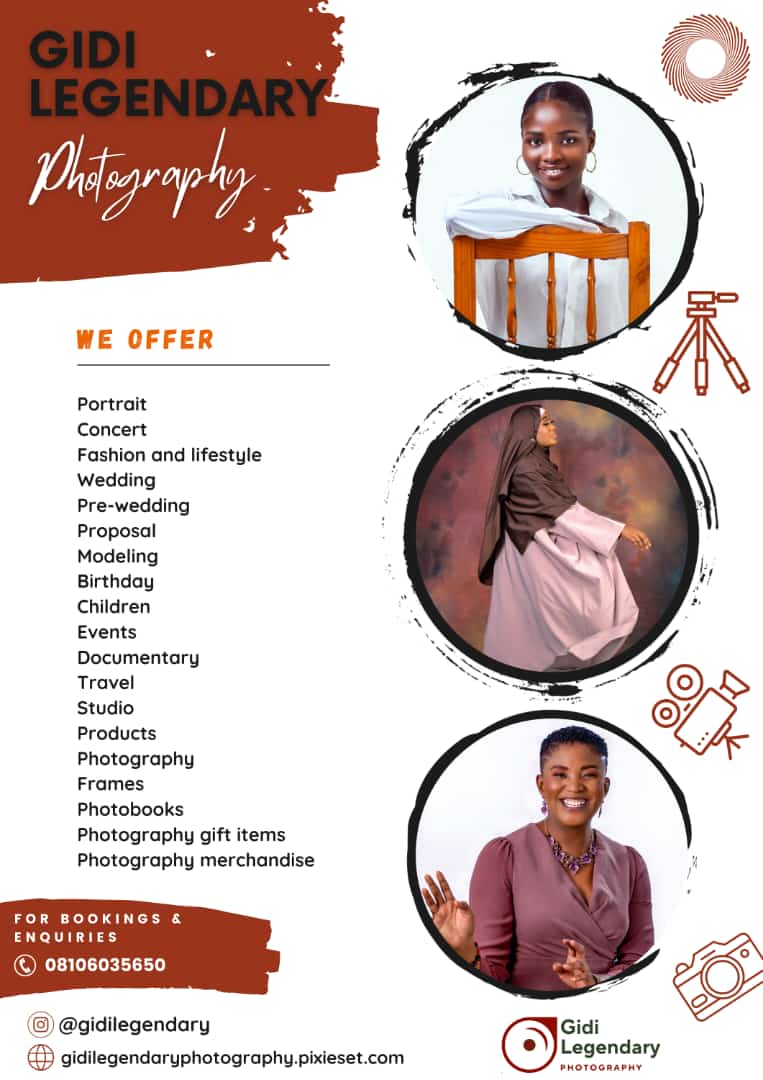 GIDI
LEGENDARY
Photography
WE OFFER
Portrait
Concert
Fashion and lifestyle
Wedding
Pre-wedding
Proposal
Modeling
Birthday
Children
Events
Documentary
Travel
Studio
Products
Photography
Frames
Photobooks
Photography gift items
Photography merchandise
FOR BOOKINGS &
ENQUIRIES
08106035650
@gidilegendary
gidilegendaryphotography.pixieset.com
Gidi
Legendary
PHOTOGRAPHY